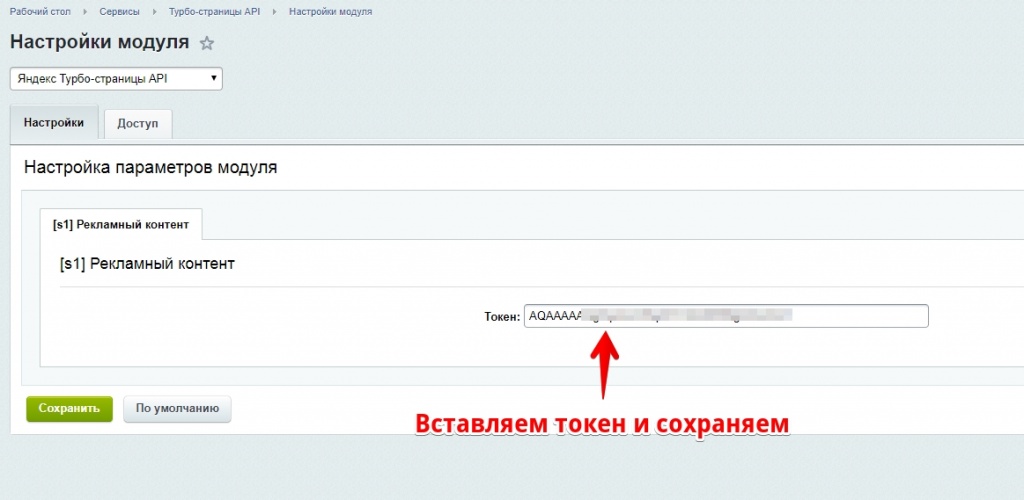 Рабочий стол Сервисы Турбо-страницы API Настройки модуля
Настройки модуля
Яндекс Турбо-страницы API
Настройки Доступ
Настройка параметров модуля
[s1] Рекламный контент
[s1] Рекламный контент
Токен: AQAAAAA
Сохранить По умолчанию
Вставляем токен и сохраняем